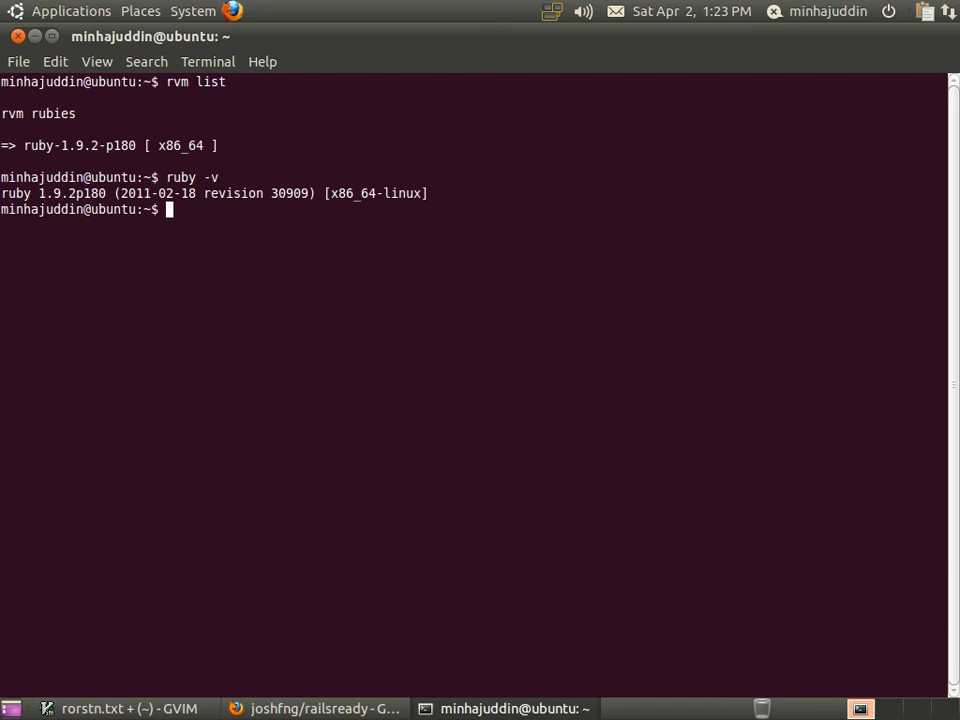 Applications Places System Sat Apr 2, 1:23 PM minhajuddin
minhajuddin@ubuntu: ~
File Edit View Search Terminal Help
minhajuddin@ubuntu:~$ rvm list
rvm rubies
=> ruby-1.9.2-p180 [ x86_64 ]
minhajuddin@ubuntu:~$ ruby -v
ruby 1.9.2p180 (2011-02-18 revision 30909) [x86_64-linux]
minhajuddin@ubuntu:~$
rorstn.txt + (~) - GVIM joshfng/railsready - G... minhajuddin@ubuntu: ~